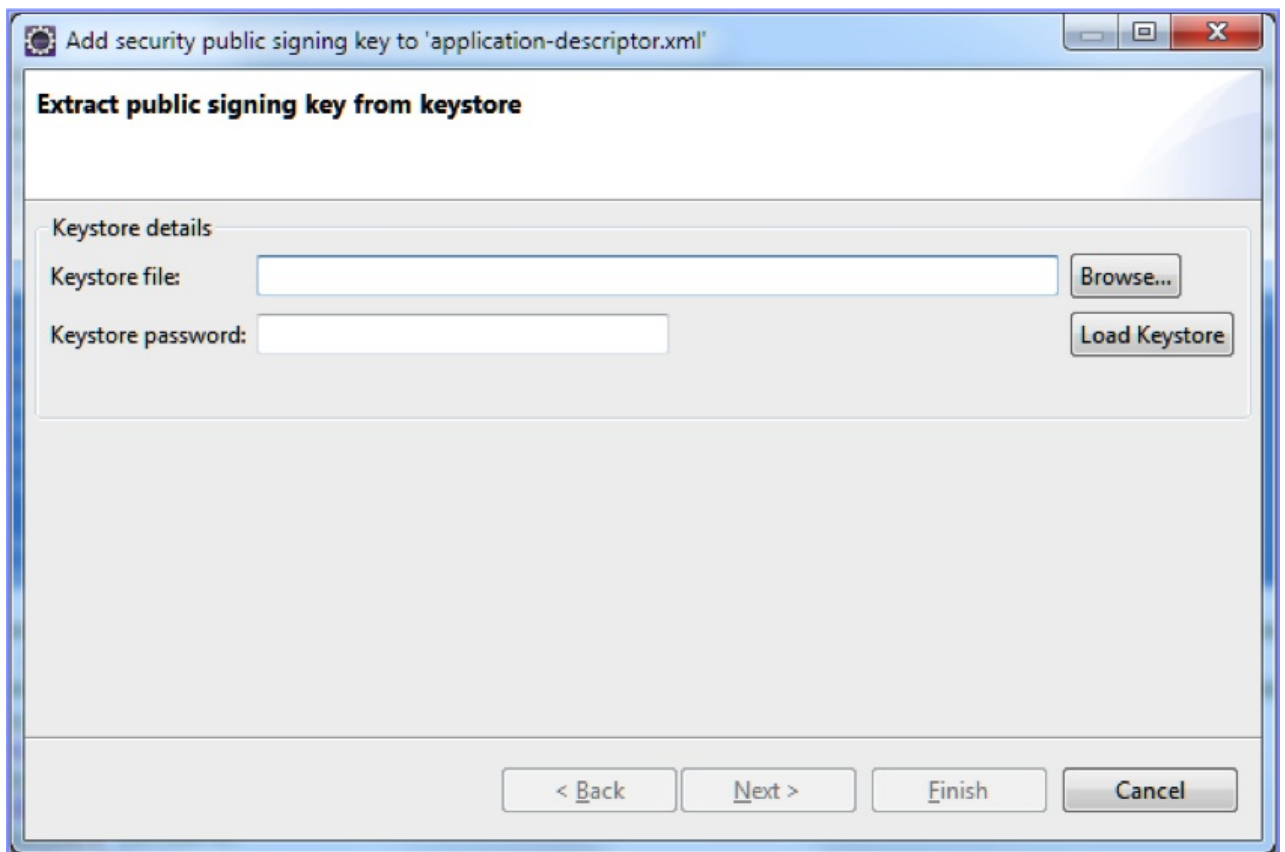 Add security public signing key to 'application-descriptor.xml'
Extract public signing key from keystore
Keystore details
Keystore file:
Browse...
Keystore password:
Load Keystore
< Back
Next >
Finish
Cancel